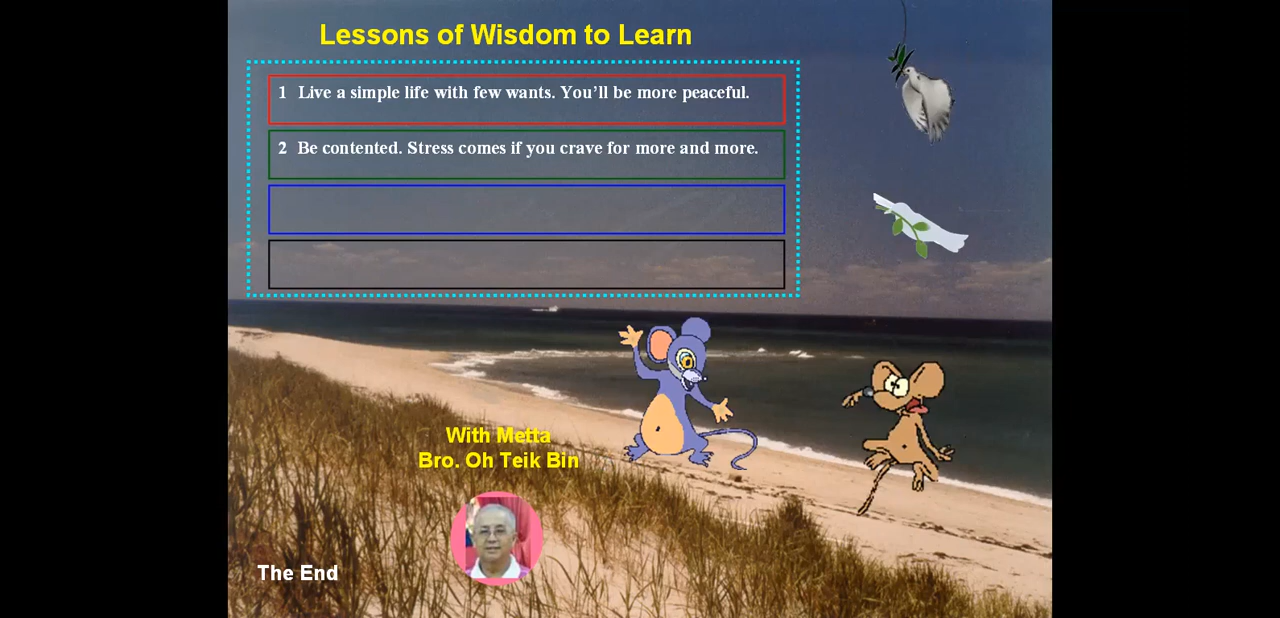 Lessons of Wisdom to Learn
1 Live a simple life with few wants. You’ll be more peaceful.
2 Be contented. Stress comes if you crave for more and more.
With Metta
Bro. Oh Teik Bin
The End